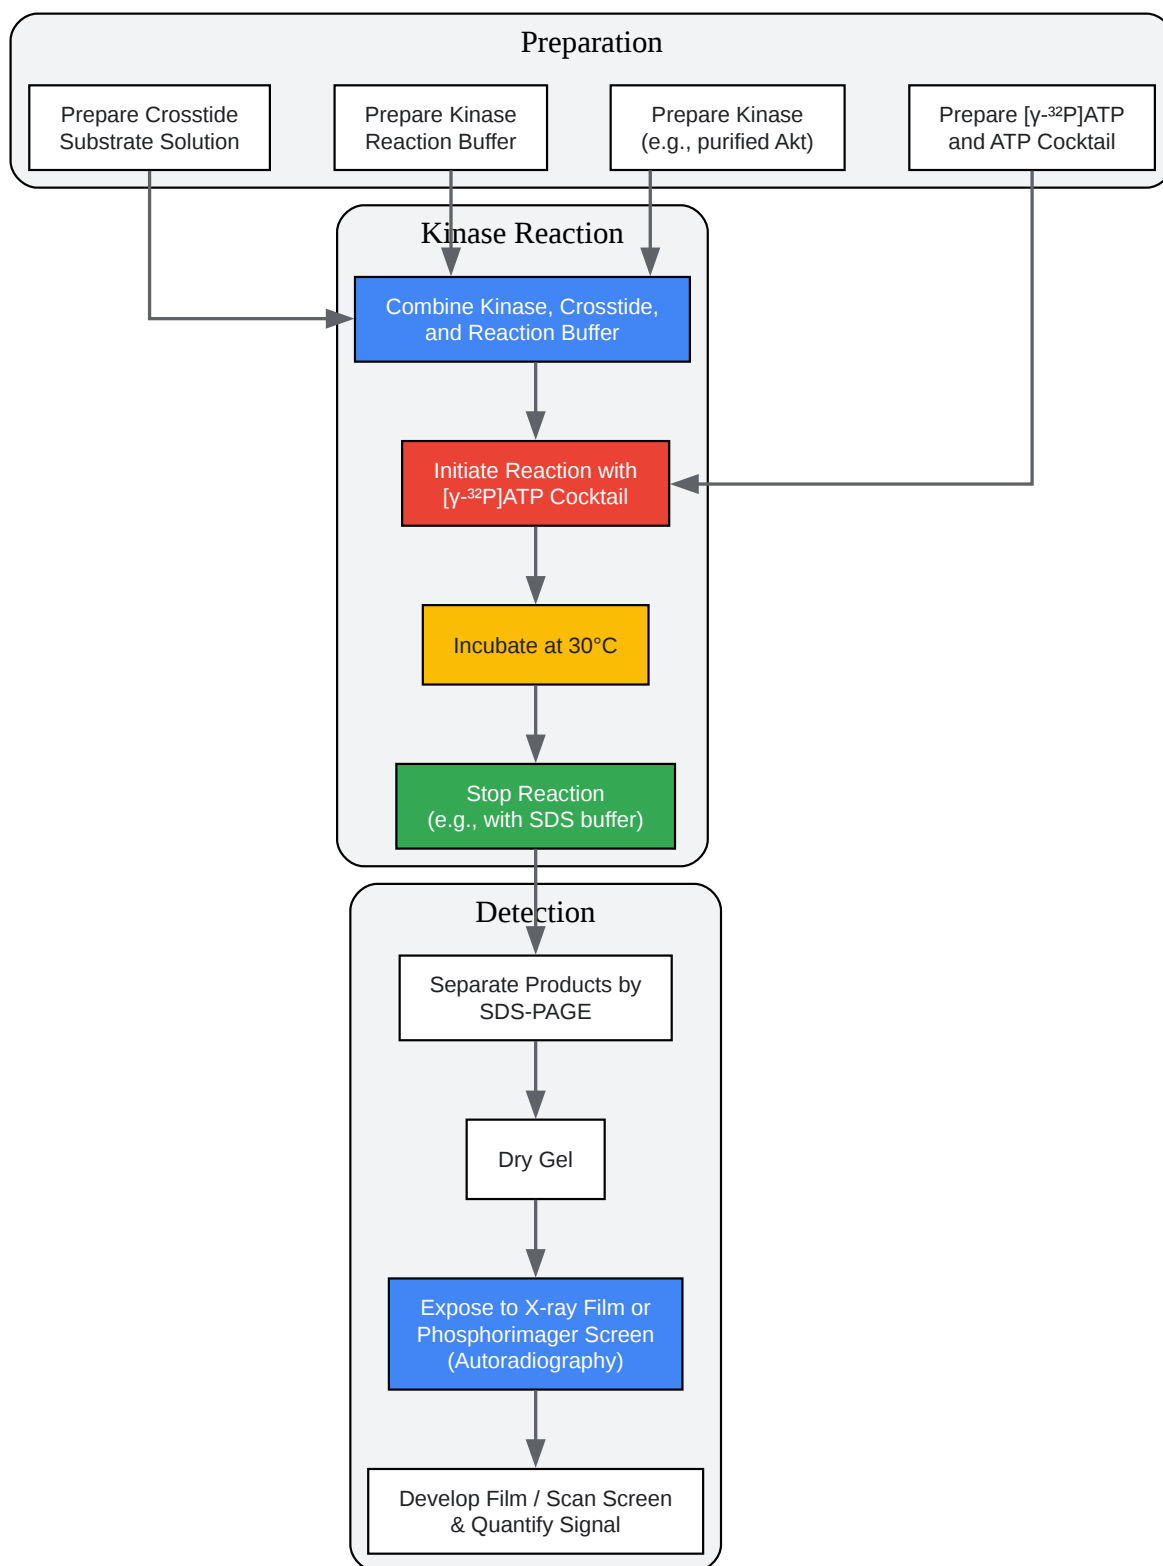 Preparation
Prepare Crosstide
Substrate Solution
Prepare Kinase
Reaction Buffer
Prepare Kinase
(e.g., purified Akt)
Prepare [γ-³²P]ATP
and ATP Cocktail
Kinase Reaction
Combine Kinase, Crosstide,
and Reaction Buffer
Initiate Reaction with
[γ-³²P]ATP Cocktail
Incubate at 30°C
Stop Reaction
(e.g., with SDS buffer)
Detection
Separate Products by
SDS-PAGE
Dry Gel
Expose to X-ray Film or
Phosphorimager Screen
(Autoradiography)
Develop Film / Scan Screen
& Quantify Signal